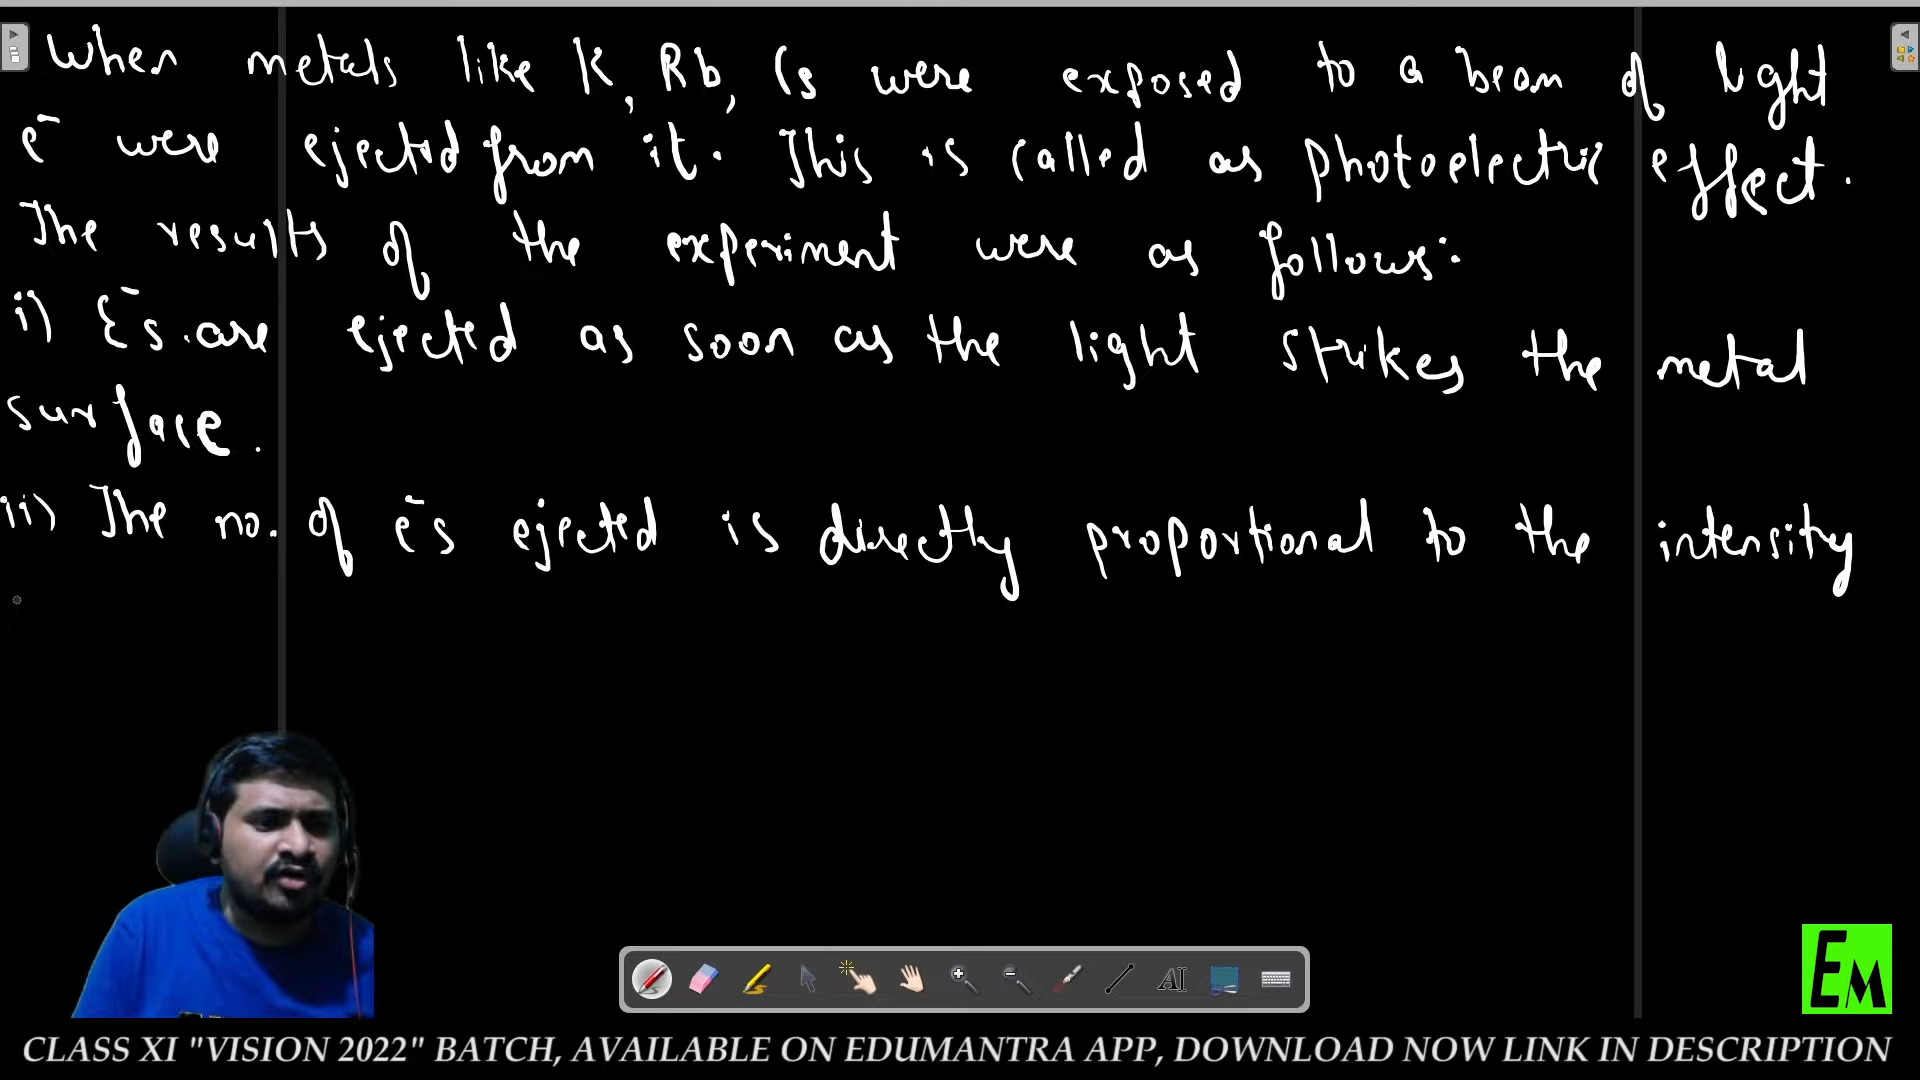 When metals like K, Rb, Cs were exposed to a beam of light
e⁻ were ejected from it. This is called as photoelectric effect.
The results of the experiment were as follows:
i) E⁻s are ejected as soon as the light strikes the metal
surface.
ii) The no. of e⁻s ejected is directly proportional to the intensity
AI
EM
CLASS XI "VISION 2022" BATCH, AVAILABLE ON EDUMANTRA APP, DOWNLOAD NOW LINK IN DESCRIPTION